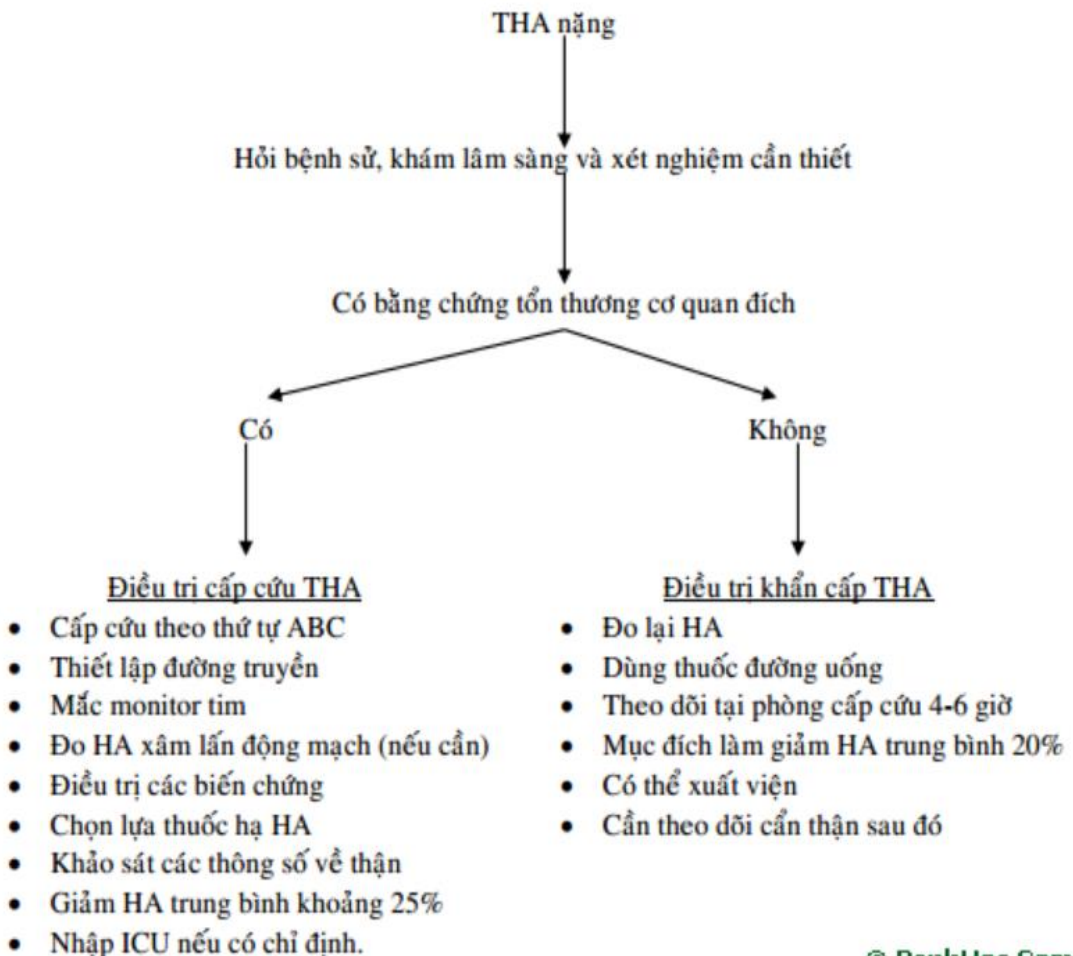 THA nặng
Hỏi bệnh sử, khám lâm sàng và xét nghiệm cần thiết
Có bằng chứng tổn thương cơ quan đích
Có
Không
Điều trị cấp cứu THA
• Cấp cứu theo thứ tự ABC
• Thiết lập đường truyền
• Mắc monitor tim
• Đo HA xâm lấn động mạch (nếu cần)
• Điều trị các biến chứng
• Chọn lựa thuốc hạ HA
• Khảo sát các thông số về thận
• Giảm HA trung bình khoảng 25%
• Nhập ICU nếu có chỉ định.
Điều trị khẩn cấp THA
• Đo lại HA
• Dùng thuốc đường uống
• Theo dõi tại phòng cấp cứu 4-6 giờ
• Mục đích làm giảm HA trung bình 20%
• Có thể xuất viện
• Cần theo dõi cẩn thận sau đó